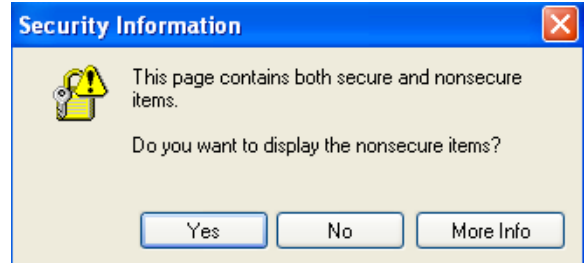 Security Information
This page contains both secure and nonsecure
items.
Do you want to display the nonsecure items?
Yes
No
More Info